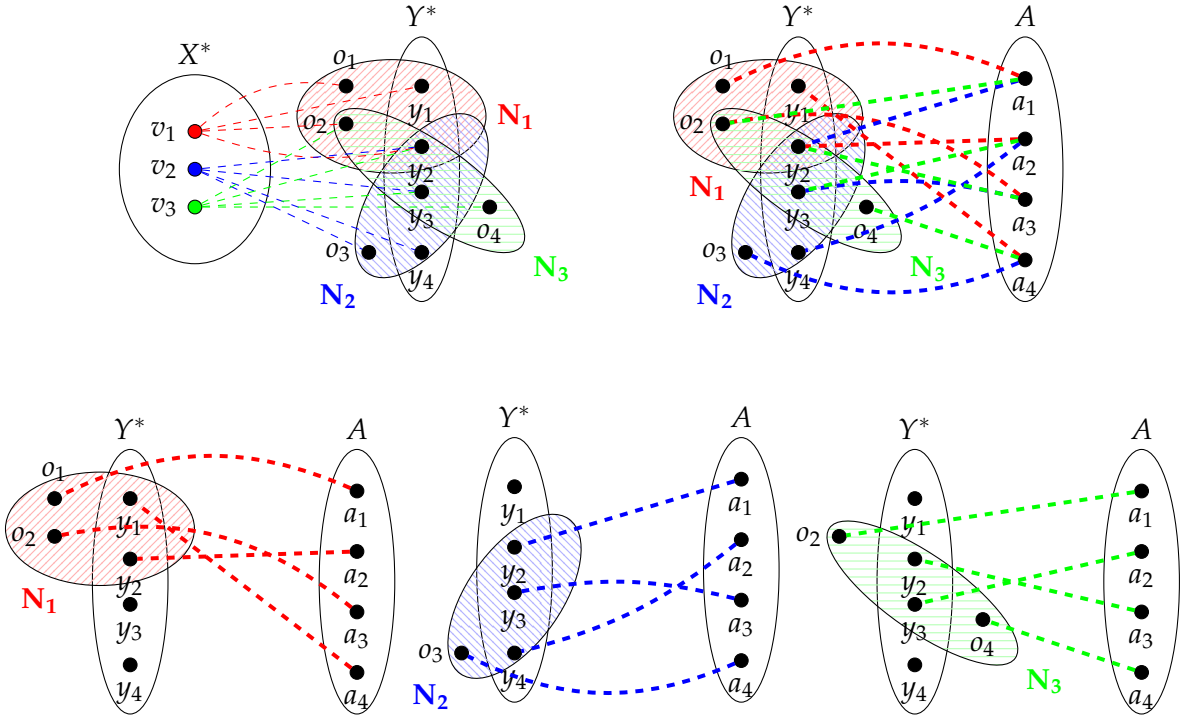 Y*
X*
o₁
v₁
y₁
N₁
o₂
v₂
y₂
v₃
y₃
o₄
o₃
y₄
N₃
N₂
Y*
A
o₁
a₁
y₁
o₂
y₂
a₂
N₁
y₃
a₃
o₄
o₃
y₄
N₃
a₄
N₂
Y*
A
o₁
a₁
y₁
o₂
y₂
a₂
N₁
y₃
a₃
y₄
a₄
Y*
A
y₁
a₁
y₂
a₂
y₃
a₃
o₃
y₄
a₄
N₂
Y*
A
y₁
a₁
o₂
y₂
a₂
y₃
o₄
a₃
N₃
y₄
a₄